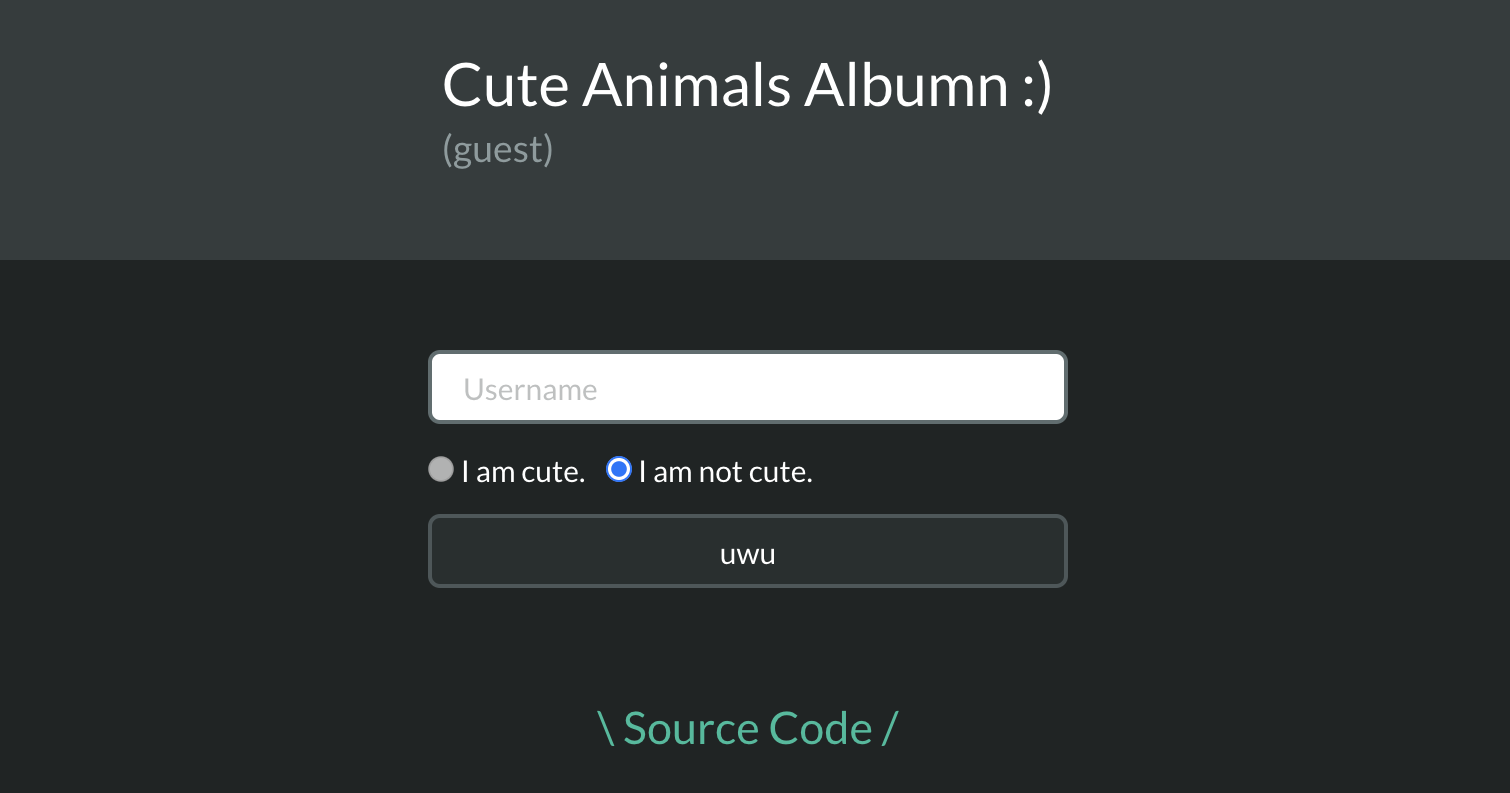 Cute Animals Albumn :)
(guest)
Username
I am cute. I am not cute.
uwu
\ Source Code /